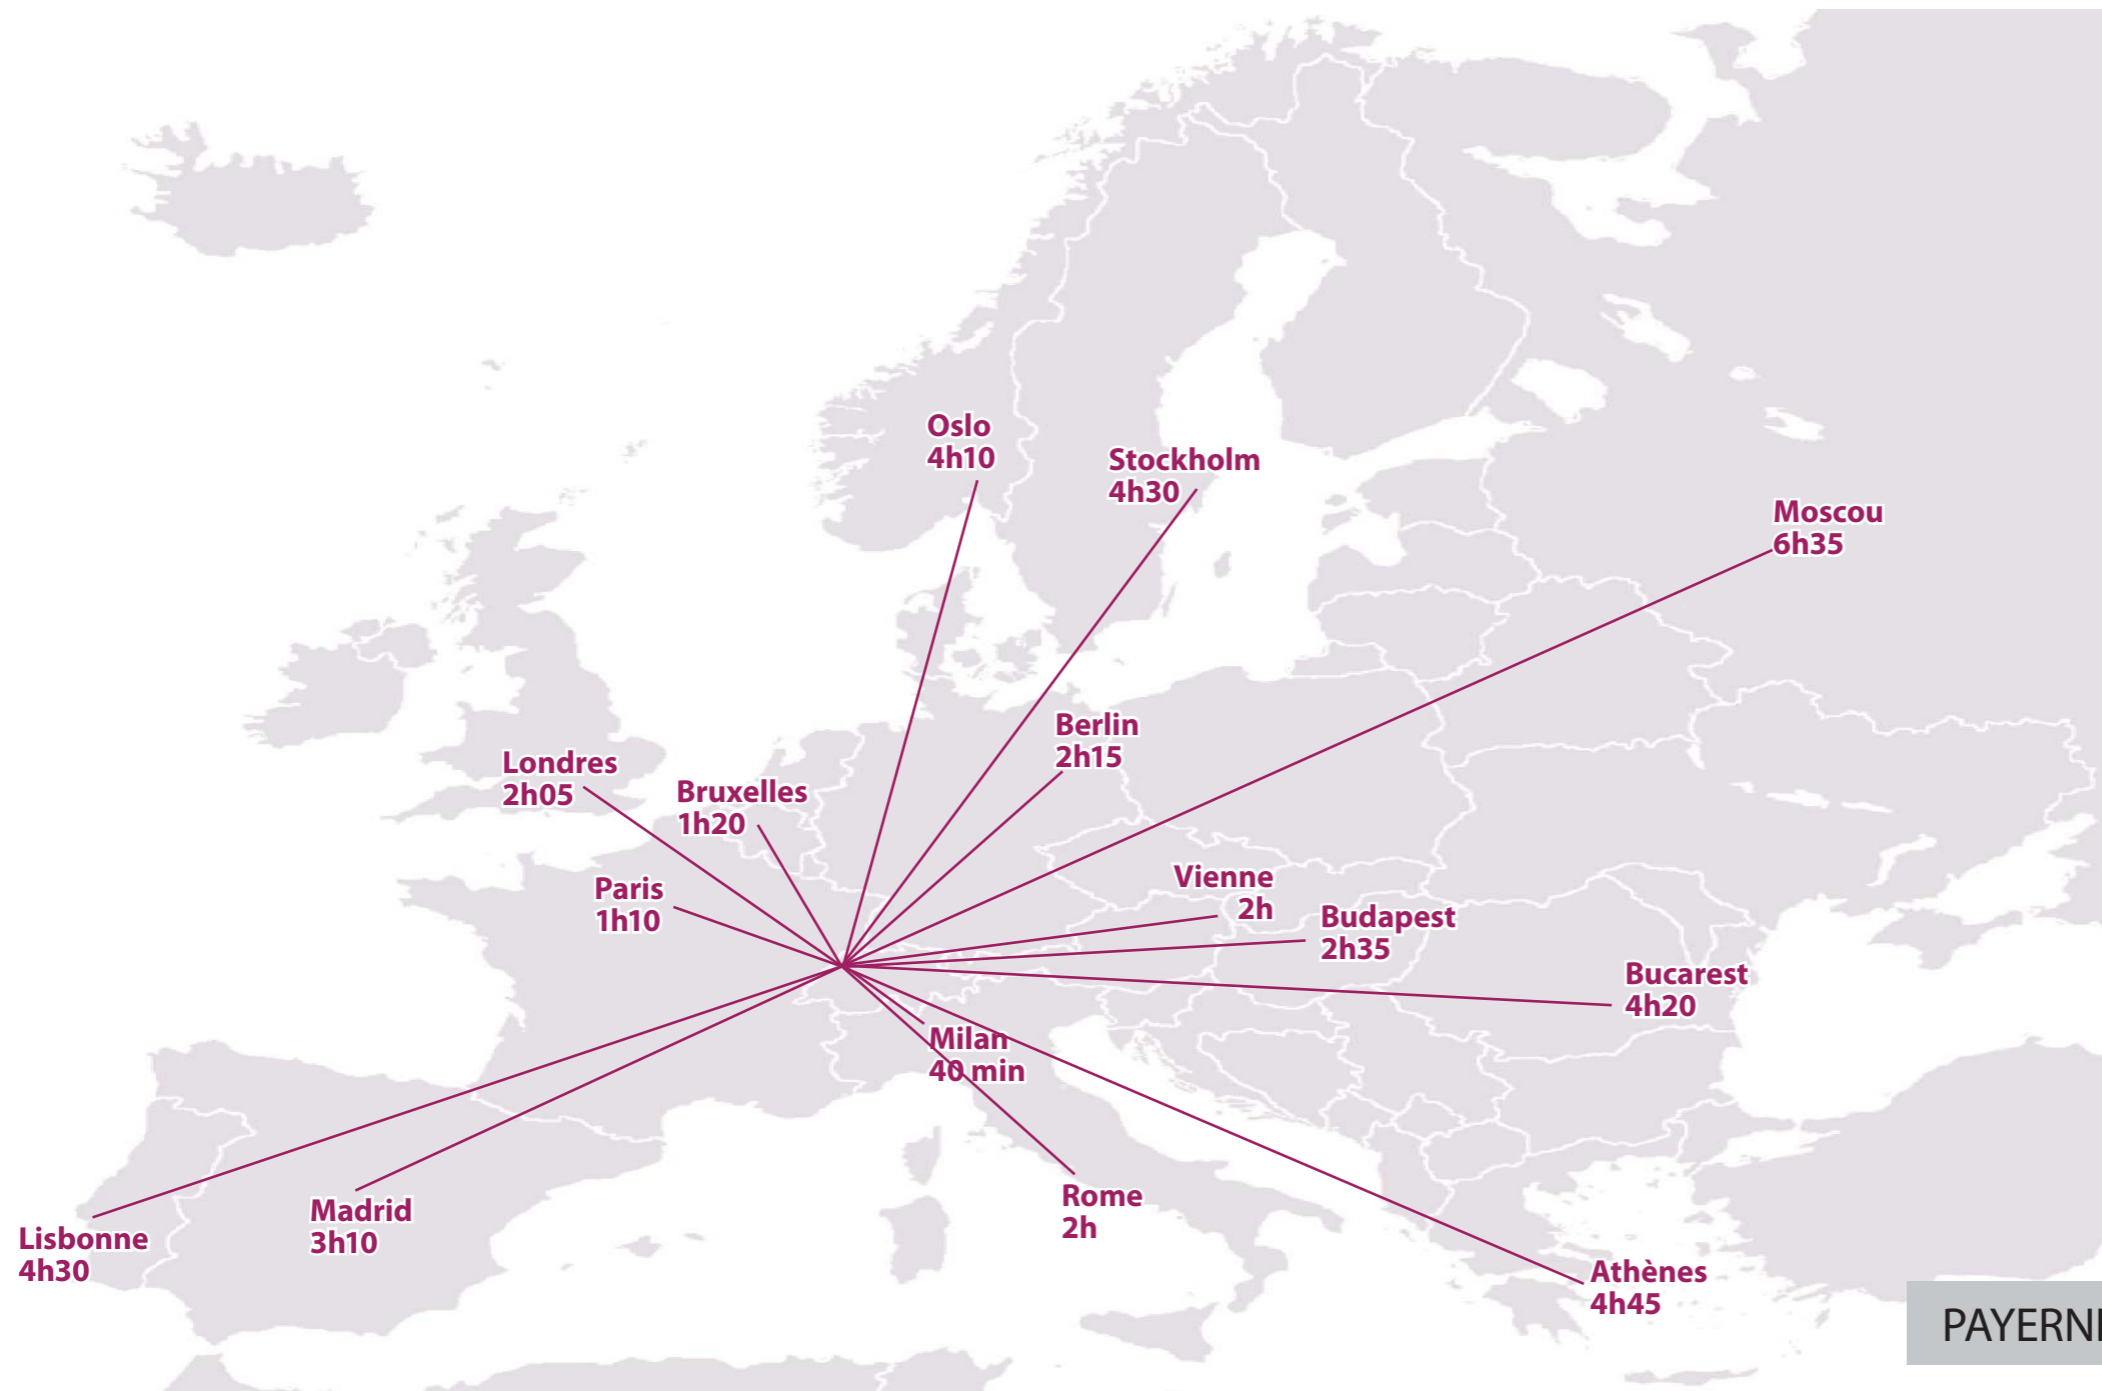 Oslo
4h10
Stockholm
4h30
Moscou
6h35
Berlin
2h15
Londres
2h05
Bruxelles
1h20
Paris
1h10
Vienne
2h
Budapest
2h35
Bucarest
4h20
Milan
40 min
Rome
2h
Madrid
3h10
Lisbonne
4h30
Athènes
4h45
PAYERNE